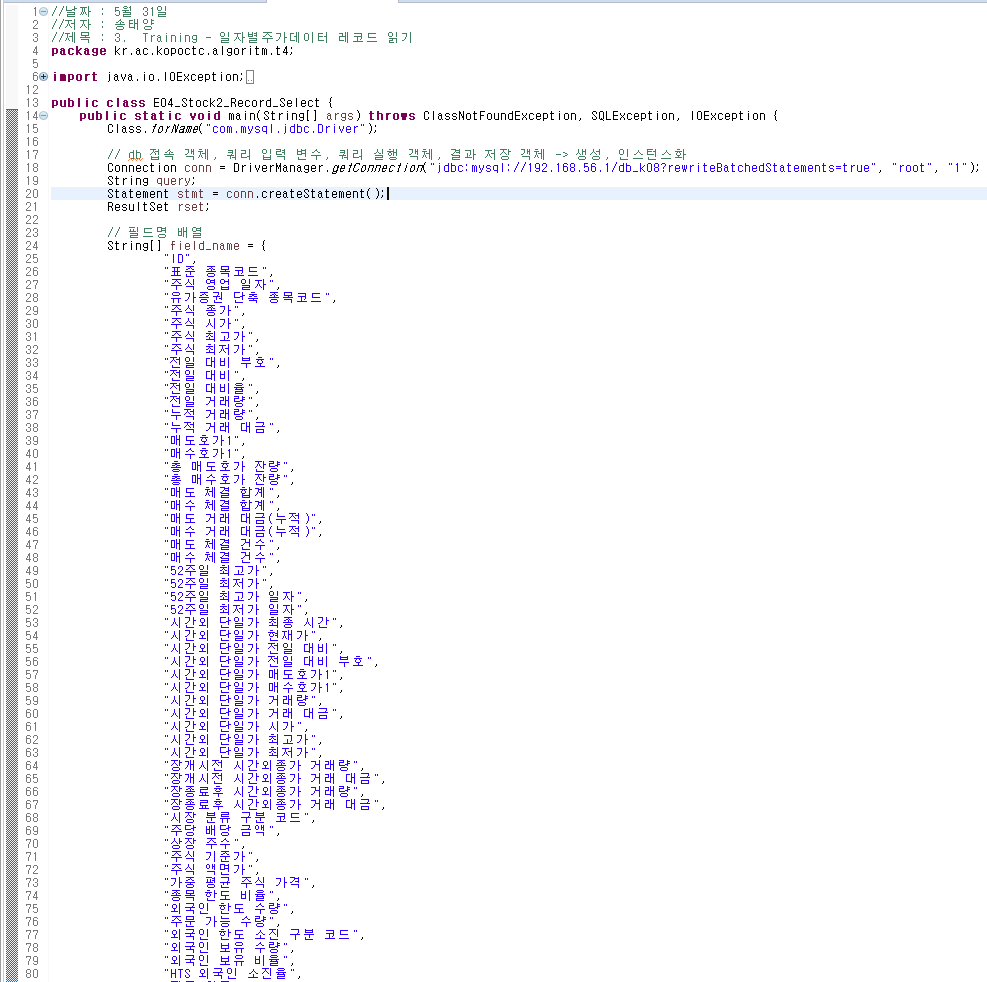 1 //날짜 : 5월 31일
2 //저자 : 송태양
3 //제목 : 3. Training - 일자별주가데이터 레코드 읽기
4 package kr.ac.kopoctc.algoritm.t4;
5
6 import java.io.IOException;
12
13 public class E04_Stock2_Record_Select {
14 public static void main(String[] args) throws ClassNotFoundException, SQLException, IOException {
15 Class.forName("com.mysql.jdbc.Driver");
16
17 // db 접속 객체, 쿼리 입력 변수, 쿼리 실행 객체, 결과 저장 객체 -> 생성, 인스턴스화
18 Connection conn = DriverManager.getConnection("jdbc:mysql://192.168.56.1/db_k08?rewriteBatchedStatements=true", "root", "1");
19 String query;
20 Statement stmt = conn.createStatement();
21 ResultSet rset;
22
23 // 필드명 배열
24 String[] field_name = {
25 "ID",
26 "표준 종목코드",
27 "주식 영업 일자",
28 "유가증권 단축 종목코드",
29 "주식 종가",
30 "주식 시가",
31 "주식 최고가",
32 "주식 최저가",
33 "전일 대비 부호",
34 "전일 대비",
35 "전일 대비율",
36 "전일 거래량",
37 "누적 거래량",
38 "누적 거래 대금",
39 "매도호가1",
40 "매수호가1",
41 "총 매도호가 잔량",
42 "총 매수호가 잔량",
43 "매도 체결 합계",
44 "매수 체결 합계",
45 "매도 거래 대금(누적)",
46 "매수 거래 대금(누적)",
47 "매도 체결 건수",
48 "매수 체결 건수",
49 "52주일 최고가",
50 "52주일 최저가",
51 "52주일 최고가 일자",
52 "52주일 최저가 일자",
53 "시간외 단일가 최종 시간",
54 "시간외 단일가 현재가",
55 "시간외 단일가 전일 대비",
56 "시간외 단일가 전일 대비 부호",
57 "시간외 단일가 매도호가1",
58 "시간외 단일가 매수호가1",
59 "시간외 단일가 거래량",
60 "시간외 단일가 거래 대금",
61 "시간외 단일가 시가",
62 "시간외 단일가 최고가",
63 "시간외 단일가 최저가",
64 "장개시전 시간외종가 거래량",
65 "장개시전 시간외종가 거래 대금",
66 "장종료후 시간외종가 거래량",
67 "장종료후 시간외종가 거래 대금",
68 "시장 분류 구분 코드",
69 "주당 배당 금액",
70 "상장 주수",
71 "주식 기준가",
72 "주식 액면가",
73 "가중 평균 주식 가격",
74 "종목 한도 비율",
75 "외국인 한도 수량",
76 "주문 가능 수량",
77 "외국인 한도 소진 구분 코드",
78 "외국인 보유 수량",
79 "외국인 보유 비율",
80 "HTS 외국인 소진율",